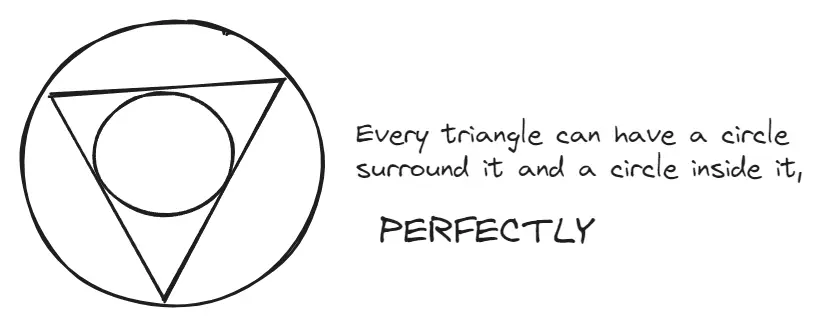 Every triangle can have a circle
surround it and a circle inside it,
PERFECTLY